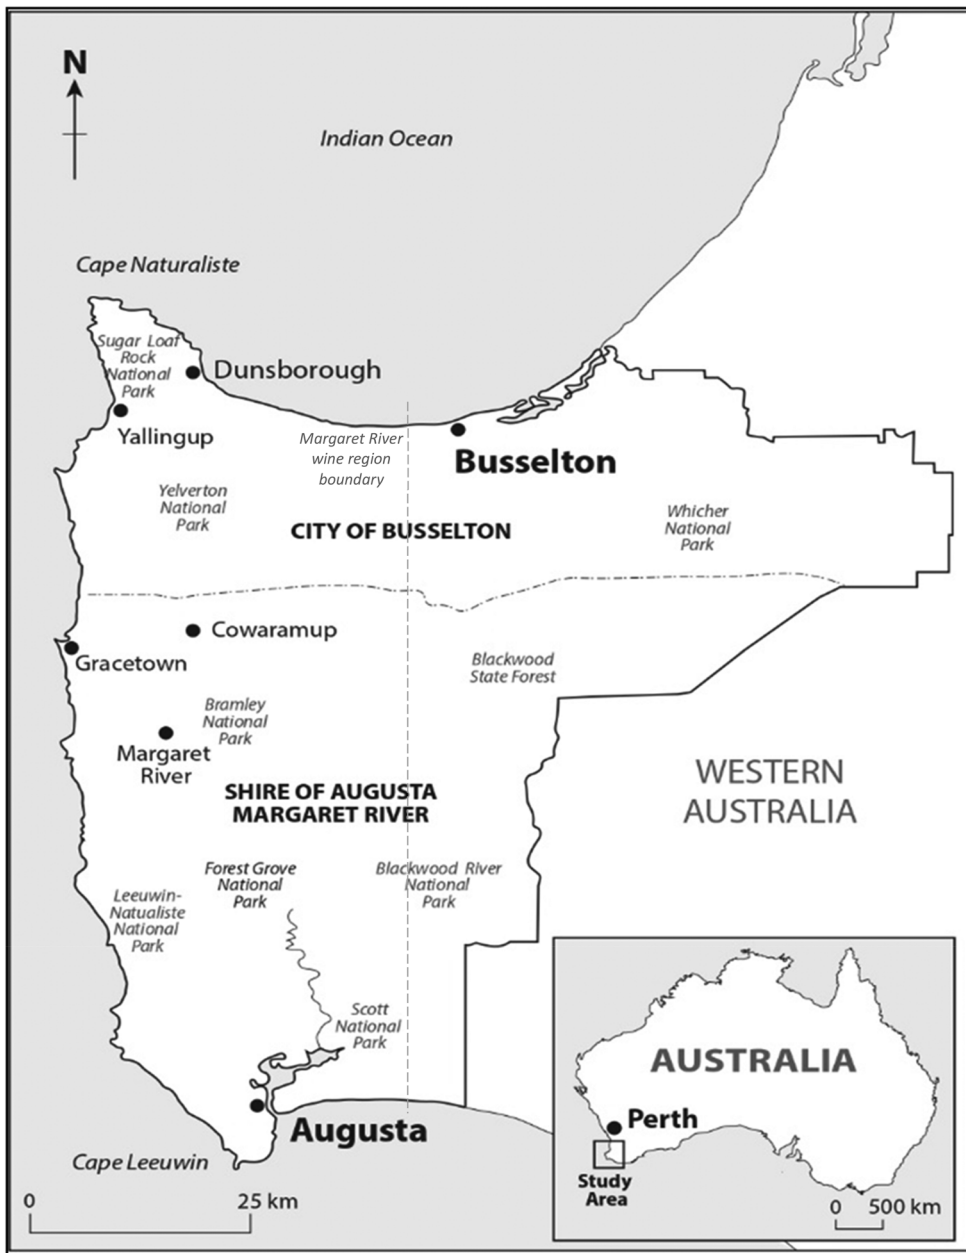 N
Indian Ocean
Cape Naturaliste
Sugar Loaf
Rock
National
Park
Dunsborough
Yallingup
Margaret River
wine region
boundary
Busselton
Yelverton
National
Park
CITY OF BUSSELTON
Whicher
National
Park
Cowaramup
Gracetown
Blackwood
State Forest
Bramley
National
Park
Margaret
River
SHIRE OF AUGUSTA
MARGARET RIVER
WESTERN
AUSTRALIA
Forest Grove
National
Park
Blackwood River
National
Park
Leeuwin-
Natualiste
National
Park
Scott
National
Park
Augusta
Cape Leeuwin
0 25 km
AUSTRALIA
Perth
Study
Area
0 500 km